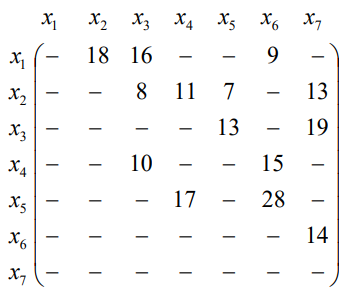 x₁ x₂ x₃ x₄ x₅ x₆ x₇
x₁ – 18 16 – – 9 –
x₂ – – 8 11 7 – 13
x₃ – – – – 13 – 19
x₄ – – 10 – – 15 –
x₅ – – – 17 – 28 –
x₆ – – – – – – 14
x₇ – – – – – – –